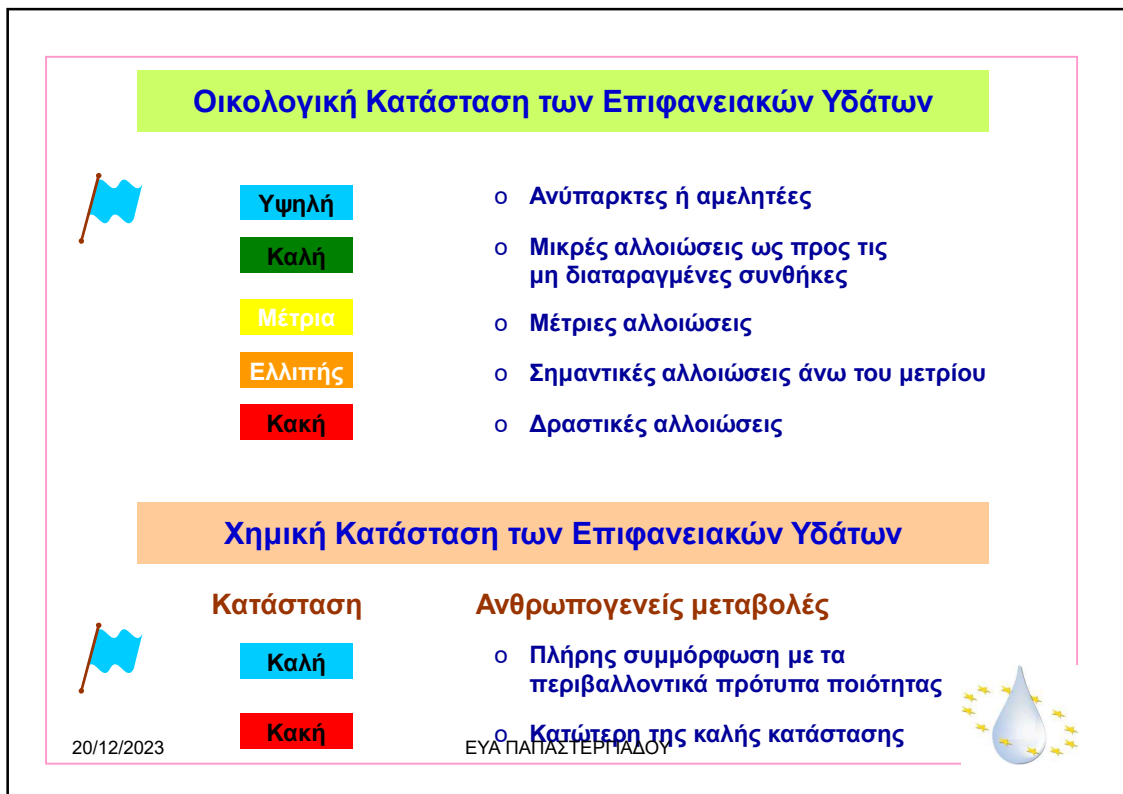 Οικολογική Κατάσταση των Επιφανειακών Υδάτων
Υψηλή
o Ανύπαρκτες ή αμελητέες
Καλή
o Μικρές αλλοιώσεις ως προς τις
μη διαταραγμένες συνθήκες
Μέτρια
o Μέτριες αλλοιώσεις
Ελλιπής
o Σημαντικές αλλοιώσεις άνω του μετρίου
Κακή
o Δραστικές αλλοιώσεις
Χημική Κατάσταση των Επιφανειακών Υδάτων
Κατάσταση
Ανθρωπογενείς μεταβολές
Καλή
o Πλήρης συμμόρφωση με τα
περιβαλλοντικά πρότυπα ποιότητας
Κακή
o Κατώτερη της καλής κατάστασης
20/12/2023
ΕΥΑ ΠΑΠΑΣΤΕΡΓΙΑΔΟΥ